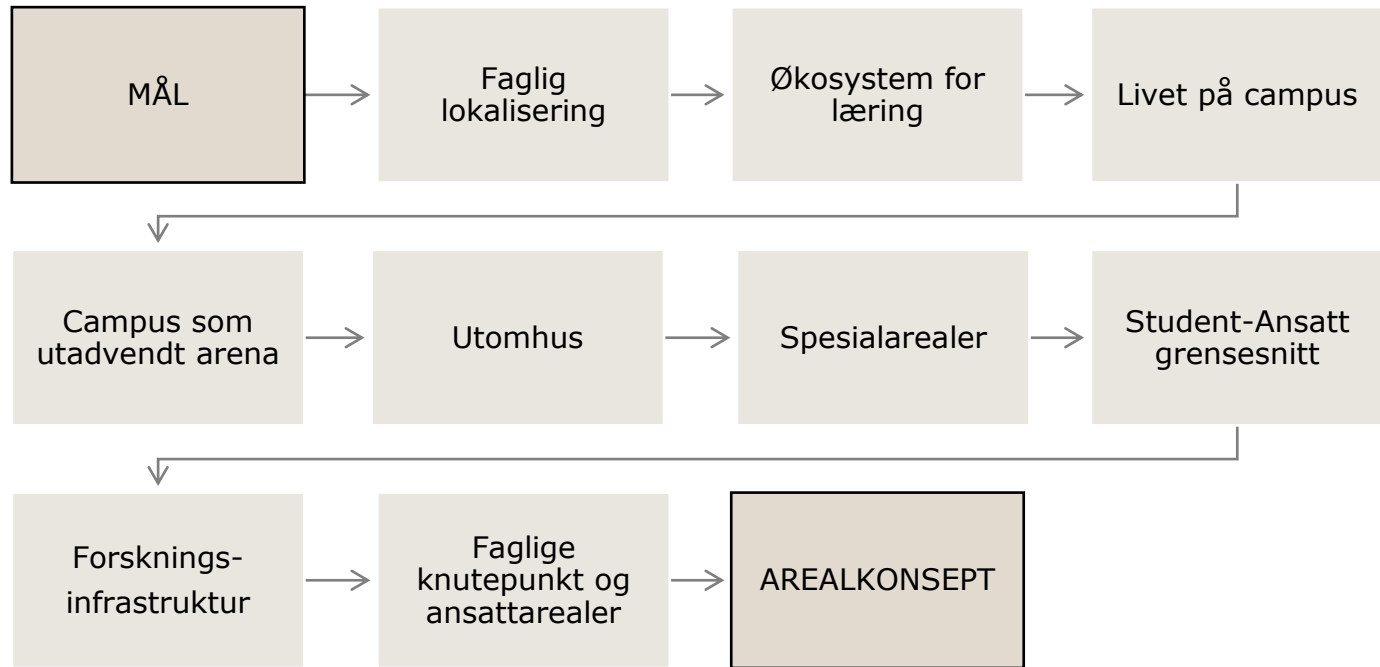 MÅL
Faglig
lokalisering
Økosystem for
læring
Livet på campus
Campus som
utadvendt arena
Utomhus
Spesialarealer
Student-Ansatt
grensesnitt
Forsknings-
infrastruktur
Faglige
knutepunkt og
ansattarealer
AREALKONSEPT